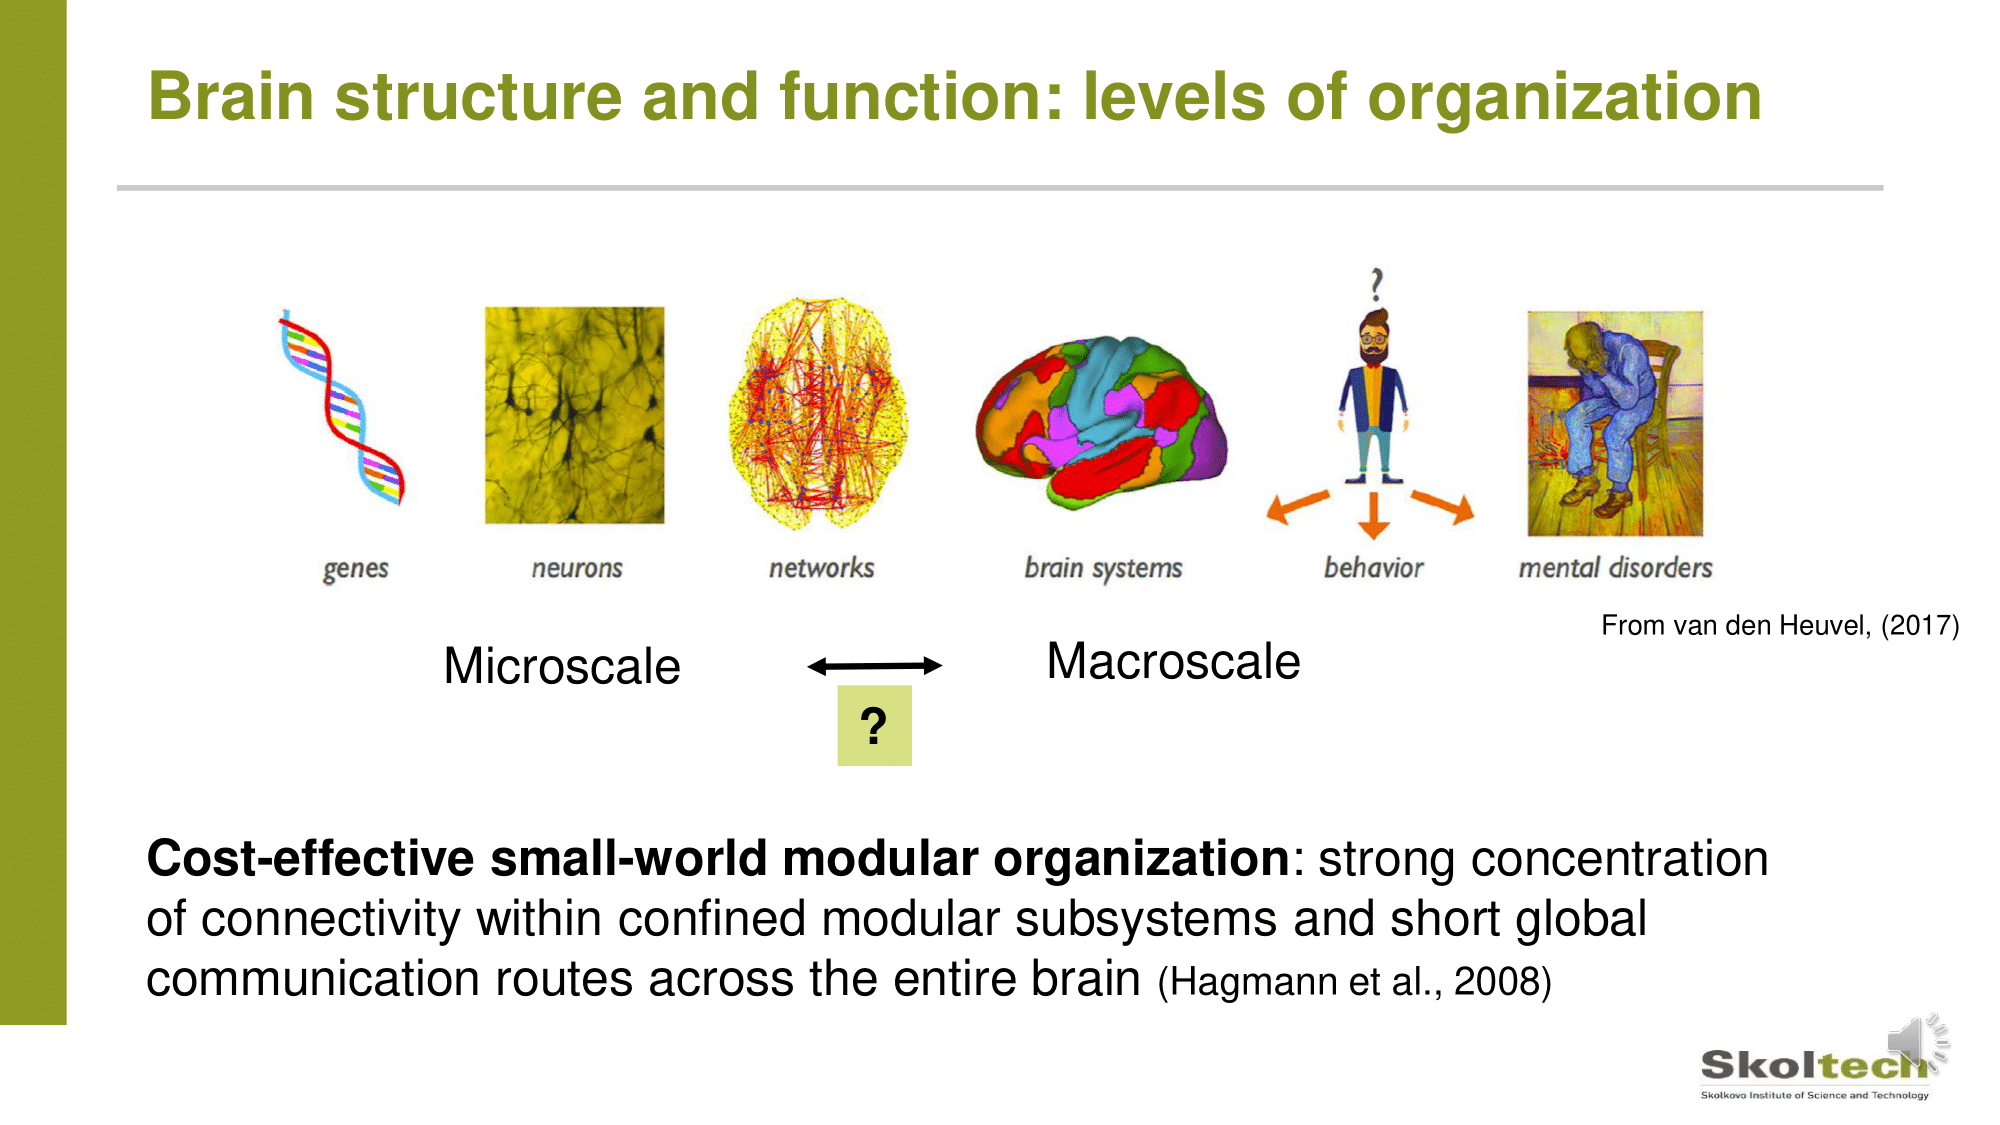 Brain structure and function: levels of organization
?
genes
neurons
networks
brain systems
behavior
mental disorders
From van den Heuvel, (2017)
Microscale
Macroscale
?
Cost-effective small-world modular organization: strong concentration
of connectivity within confined modular subsystems and short global
communication routes across the entire brain (Hagmann et al., 2008)
Skoltech
Skolkovo Institute of Science and Technology